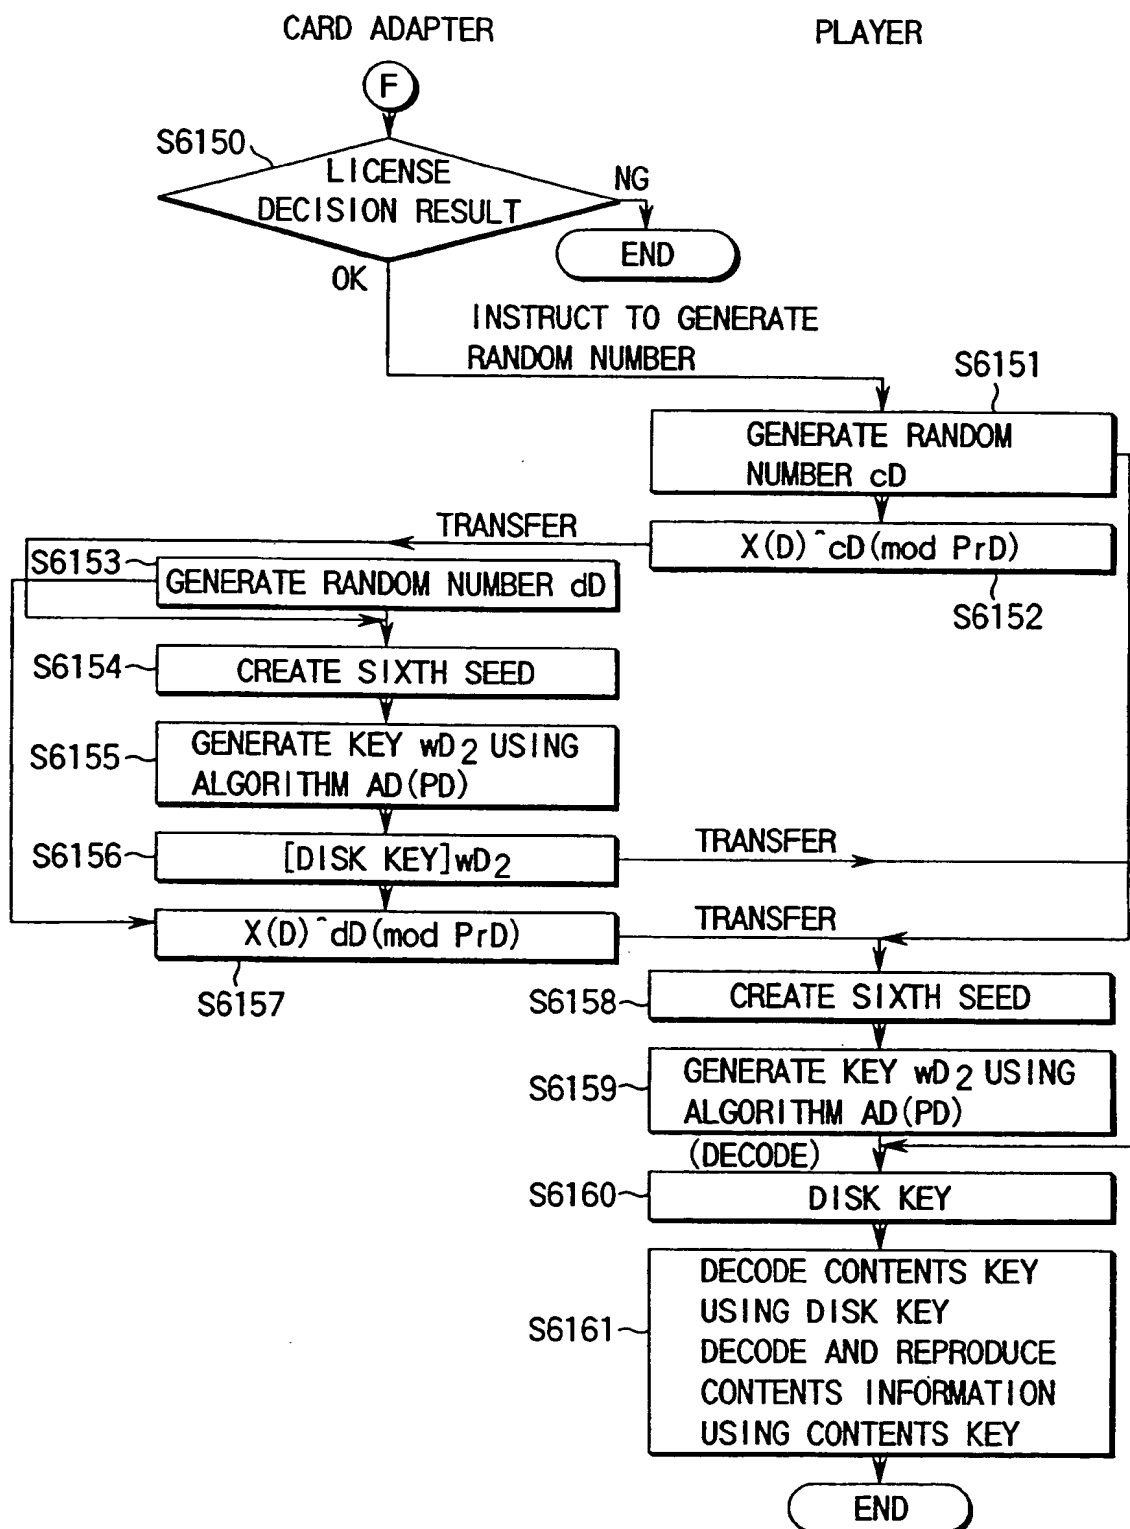 CARD ADAPTER
PLAYER
F
S6150
LICENSE
DECISION RESULT
NG
END
OK
INSTRUCT TO GENERATE
RANDOM NUMBER
S6151
GENERATE RANDOM
NUMBER cD
TRANSFER
X(D)^cD(mod PrD)
S6152
S6153
GENERATE RANDOM NUMBER dD
S6154
CREATE SIXTH SEED
S6155
GENERATE KEY wD2 USING
ALGORITHM AD(PD)
S6156
[DISK KEY]wD2
TRANSFER
X(D)^dD(mod PrD)
TRANSFER
S6157
S6158
CREATE SIXTH SEED
S6159
GENERATE KEY wD2 USING
ALGORITHM AD(PD)
(DECODE)
S6160
DISK KEY
S6161
DECODE CONTENTS KEY
USING DISK KEY
DECODE AND REPRODUCE
CONTENTS INFORMATION
USING CONTENTS KEY
END